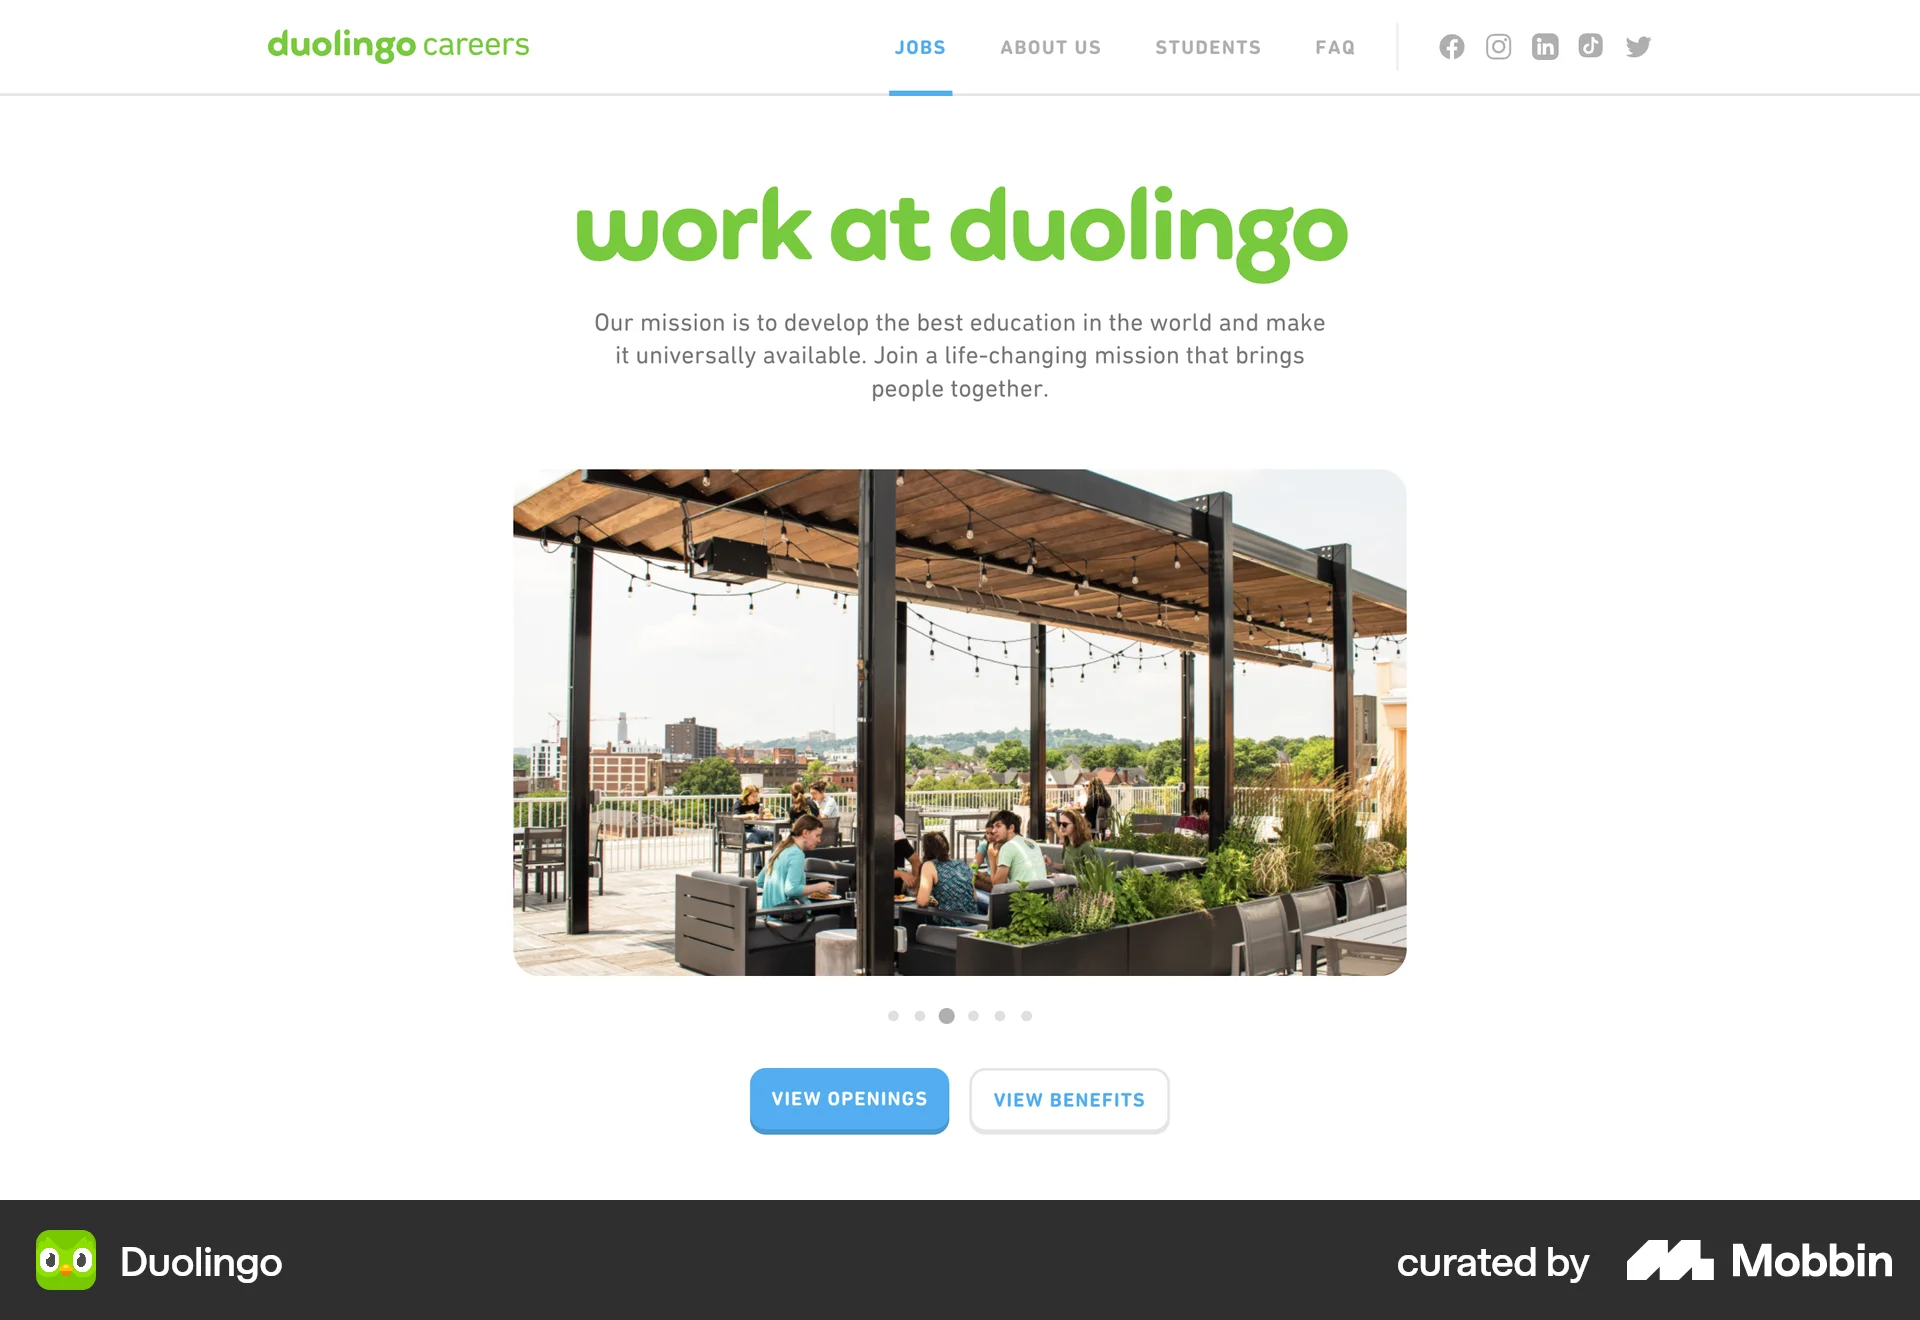 duolingo careers
JOBS
ABOUT US
STUDENTS
FAQ
work at duolingo
Our mission is to develop the best education in the world and make
it universally available. Join a life-changing mission that brings
people together.
VIEW OPENINGS
VIEW BENEFITS
Duolingo
curated by
Mobbin